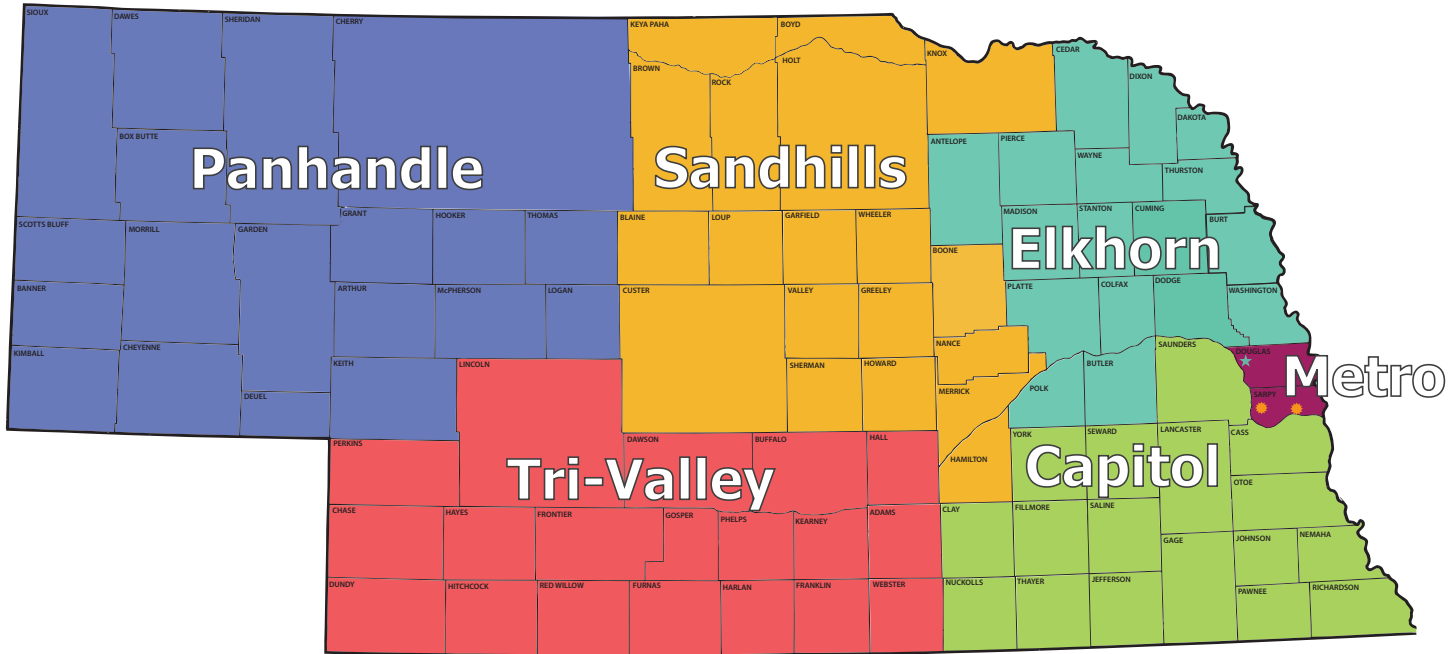 SIOUX
DAWES
SHERIDAN
CHERRY
KEYA PAHA
BOYD
KNOX
CEDAR
BROWN
ROCK
HOLT
DIXON
DAKOTA
BOX BUTTE
ANTELOPE
PIERCE
WAYNE
THURSTON
Panhandle
Sandhills
GRANT
HOOKER
THOMAS
BLAINE
LOUP
GARFIELD
WHEELER
MADISON
STANTON
CUMING
BURT
SCOTTS BLUFF
MORRILL
GARDEN
BOONE
Elkhorn
BANNER
ARTHUR
McPHERSON
LOGAN
CUSTER
VALLEY
GREELEY
PLATTE
COLFAX
DODGE
WASHINGTON
KIMBALL
CHEYENNE
NANCE
SAUNDERS
DOUGLAS
KEITH
LINCOLN
SHERMAN
HOWARD
BUTLER
Metro
DEUEL
MERRICK
POLK
SARPY
PERKINS
DAWSON
BUFFALO
HALL
YORK
SEWARD
LANCASTER
CASS
HAMILTON
Tri-Valley
Capitol
OTOE
CHASE
HAYES
FRONTIER
GOSPER
PHELPS
KEARNEY
ADAMS
CLAY
FILLMORE
SALINE
GAGE
JOHNSON
NEMAHA
DUNDY
HITCHCOCK
RED WILLOW
FURNAS
HARLAN
FRANKLIN
WEBSTER
NUCKOLLS
THAYER
JEFFERSON
PAWNEE
RICHARDSON